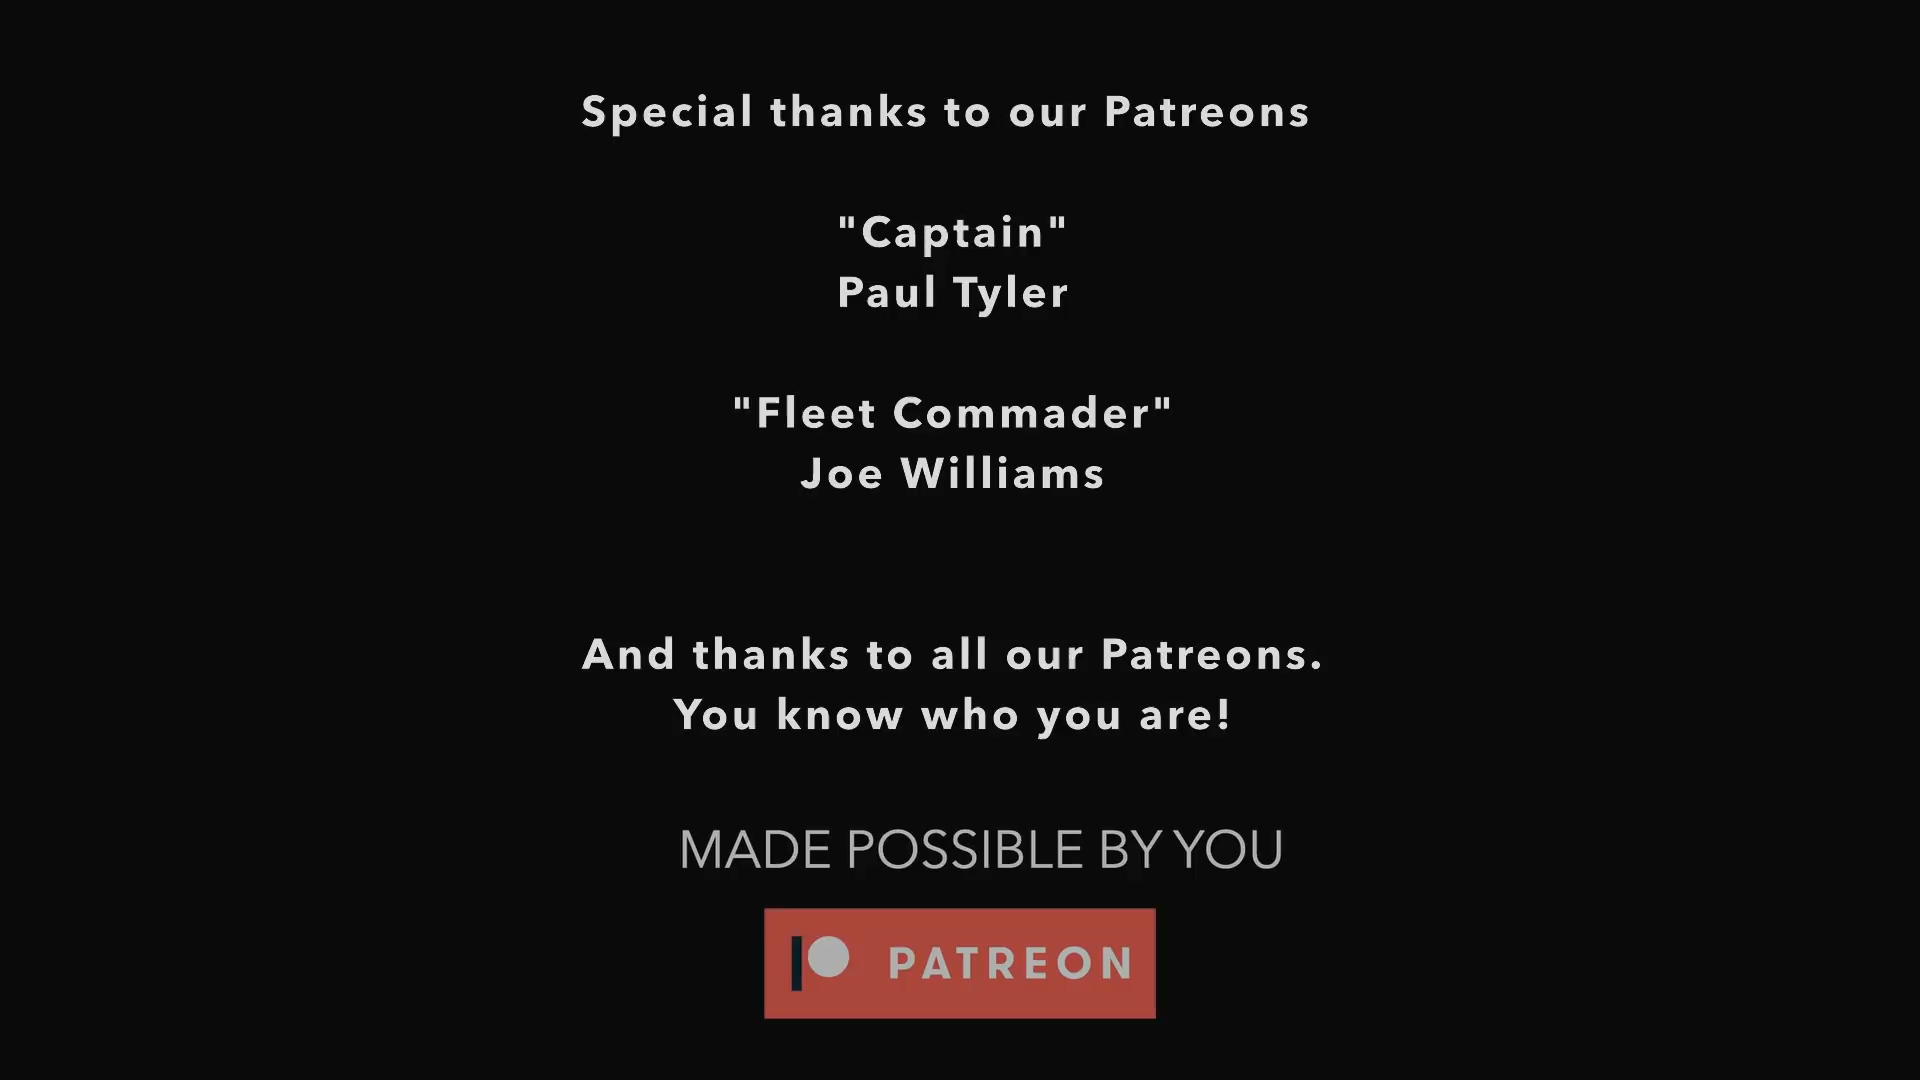 Special thanks to our Patreons
"Captain"
Paul Tyler
"Fleet Commader"
Joe Williams
And thanks to all our Patreons.
You know who you are!
MADE POSSIBLE BY YOU
PATREON